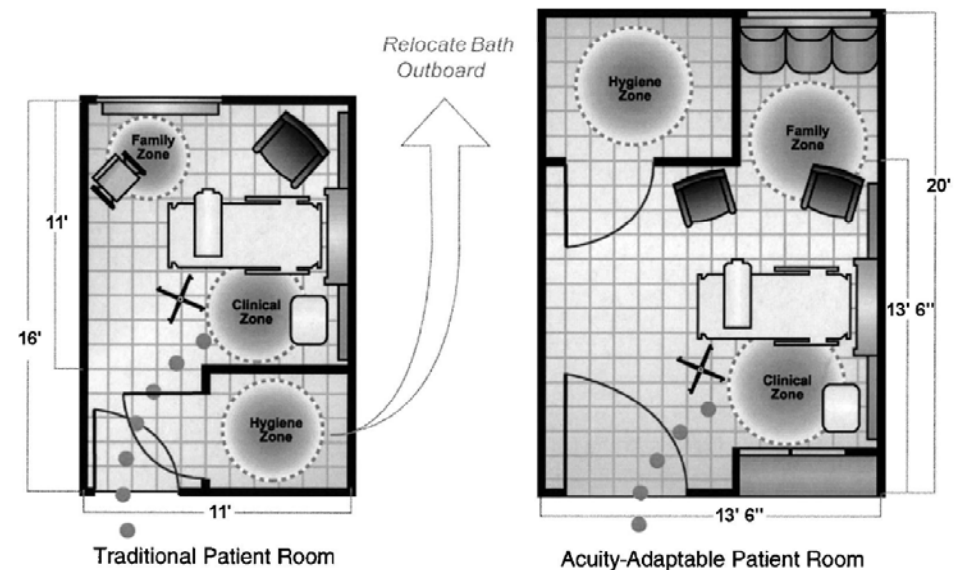 Relocate Bath
Outboard
Family
Zone
11'
Clinical
Zone
16'
Hygiene
Zone
11'
Traditional Patient Room
Hygiene
Zone
Family
Zone
20'
13' 6"
Clinical
Zone
13' 6"
Acuity-Adaptable Patient Room